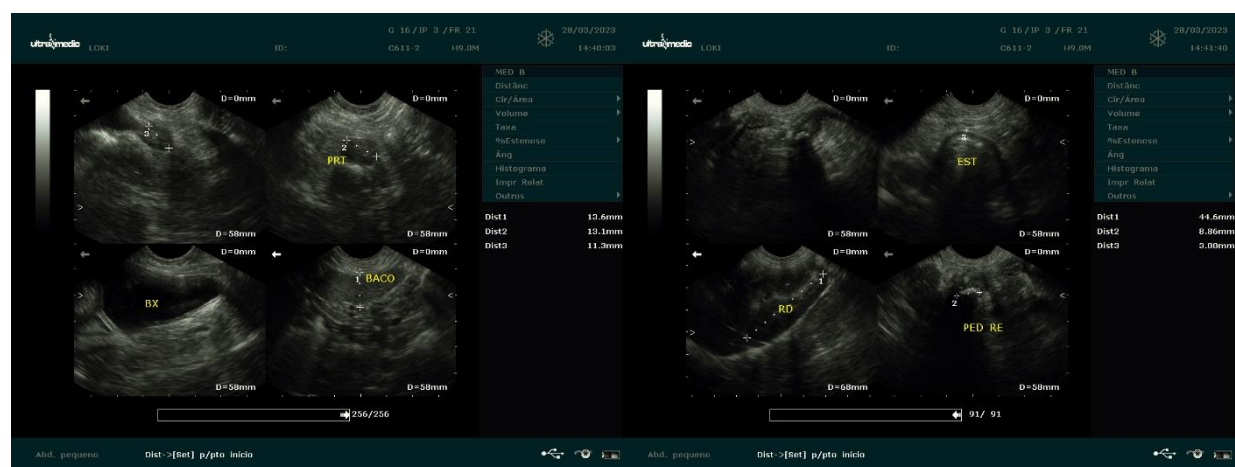 ultramedic LOKI ID: G 16/IP 3 /FR 21 28/03/2023
C611-2 H9.0M 14:40:03
MED B
Distânc
Cir/Área
Volume
Taxa
%Estenose
Âng
Histograma
Impr Relat
Outros
Dist1 13.6mm
Dist2 13.1mm
Dist3 11.3mm
D=0mm D=0mm
3
2
PRT
D=58mm D=58mm
D=0mm D=0mm
1 BACO
BX
D=58mm D=58mm
256/256
Abd. pequeno Dist->[Set] p/pto início
ultramedic LOKI ID: G 16/IP 3 /FR 21 28/03/2023
C611-2 H9.0M 14:41:40
MED B
Distânc
Cir/Área
Volume
Taxa
%Estenose
Âng
Histograma
Impr Relat
Outros
Dist1 44.6mm
Dist2 8.86mm
Dist3 3.00mm
D=0mm D=0mm
EST
D=58mm D=58mm
D=0mm D=0mm
1
RD
2
PED RE
D=68mm D=58mm
91/ 91
Abd. pequeno Dist->[Set] p/pto início